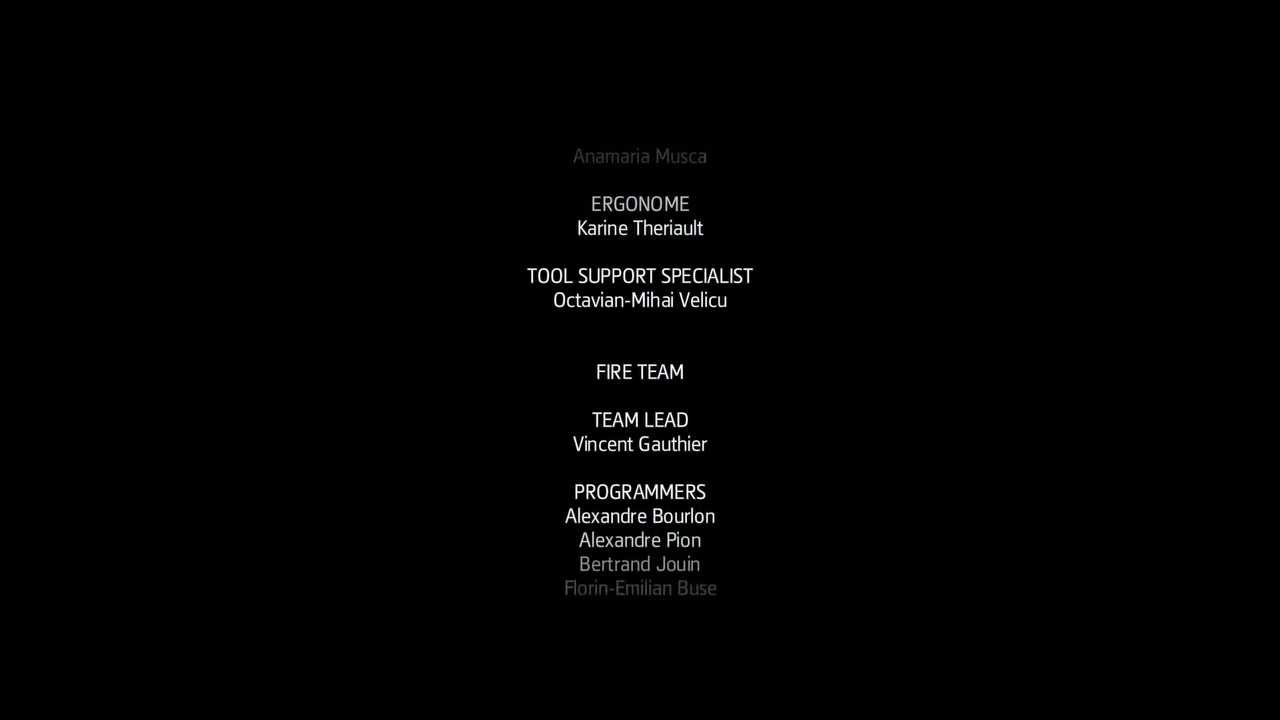 Anamaria Musca
ERGONOME
Karine Theriault
TOOL SUPPORT SPECIALIST
Octavian-Mihai Velicu
FIRE TEAM
TEAM LEAD
Vincent Gauthier
PROGRAMMERS
Alexandre Bourlon
Alexandre Pion
Bertrand Jouin
Florin-Emilian Buse